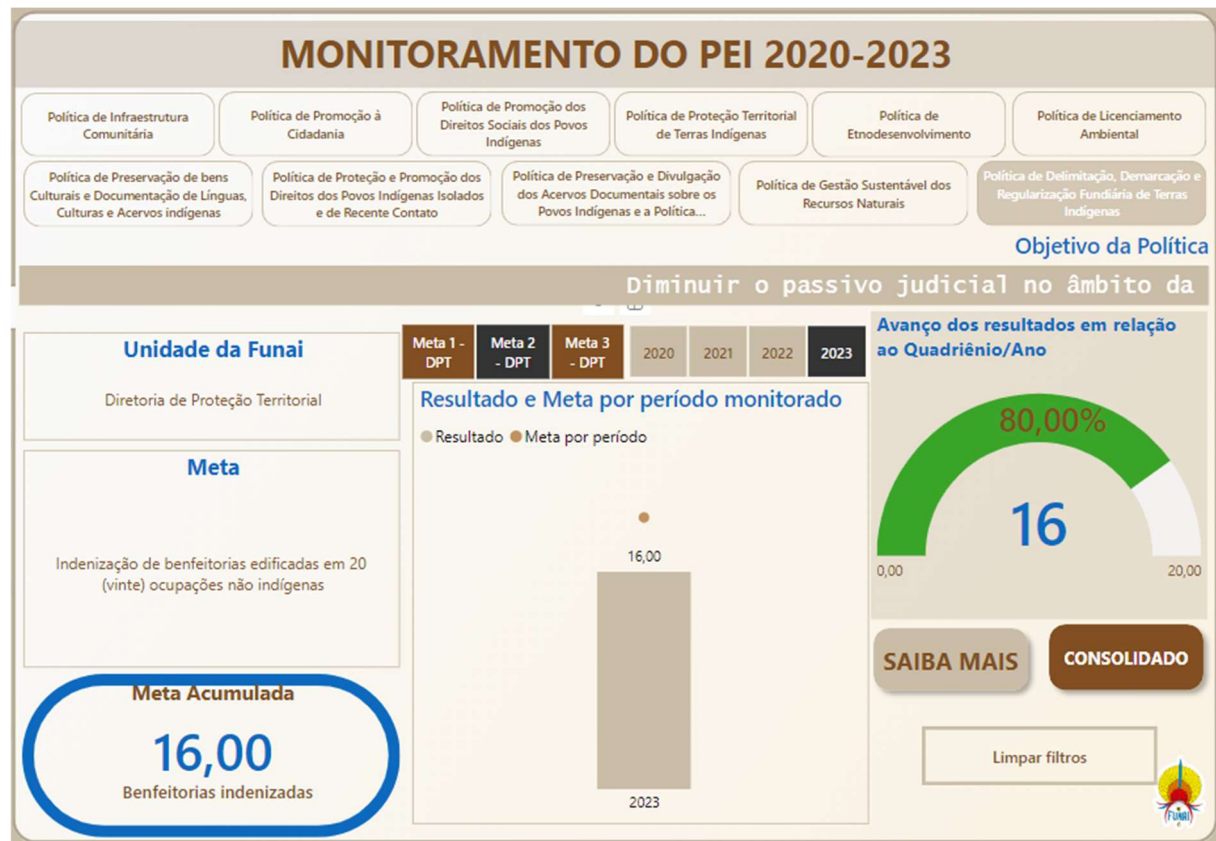 MONITORAMENTO DO PEI 2020-2023
Política de Infraestrutura
Comunitária
Política de Promoção à
Cidadania
Política de Promoção dos
Direitos Sociais dos Povos
Indígenas
Política de Proteção Territorial
de Terras Indígenas
Política de
Etnodesenvolvimento
Política de Licenciamento
Ambiental
Política de Preservação de bens
Culturais e Documentação de Línguas,
Culturas e Acervos indígenas
Política de Proteção e Promoção dos
Direitos dos Povos Indígenas Isolados
e de Recente Contato
Política de Preservação e Divulgação
dos Acervos Documentais sobre os
Povos Indígenas e a Política...
Política de Gestão Sustentável dos
Recursos Naturais
Política de Delimitação, Demarcação e
Regularização Fundiária de Terras
Indígenas
Objetivo da Política
Diminuir o passivo judicial no âmbito da
Unidade da Funai
Diretoria de Proteção Territorial
Meta
Indenização de benfeitorias edificadas em 20
(vinte) ocupações não indígenas
Meta Acumulada
16,00
Benfeitorias indenizadas
Meta 1 -
DPT
Meta 2
- DPT
Meta 3
- DPT
2020
2021
2022
2023
Resultado e Meta por período monitorado
Resultado
Meta por período
16,00
2023
Avanço dos resultados em relação
ao Quadriênio/Ano
80,00%
16
0,00
20,00
SAIBA MAIS
CONSOLIDADO
Limpar filtros
FUNAI